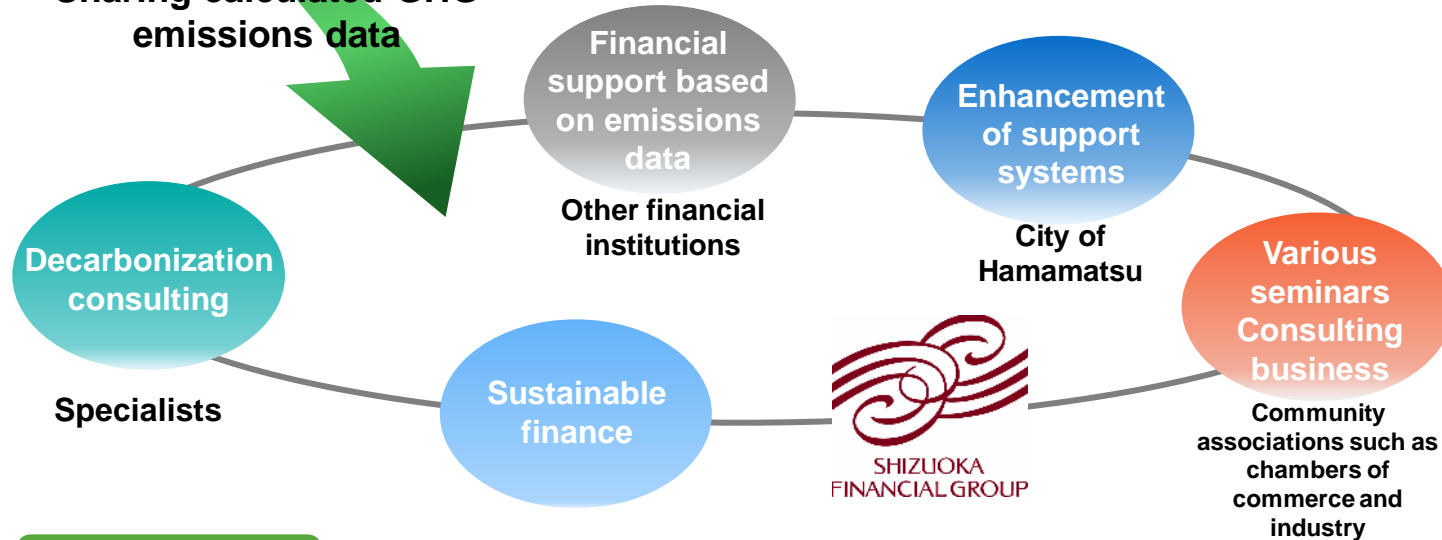 emissions data
Financial
support based
on emissions
data
Other financial
institutions
Enhancement
of support
systems
City of
Hamamatsu
Various
seminars
Consulting
business
Community
associations such as
chambers of
commerce and
industry
Decarbonization
consulting
Specialists
Sustainable
finance
SHIZUOKA
FINANCIAL GROUP